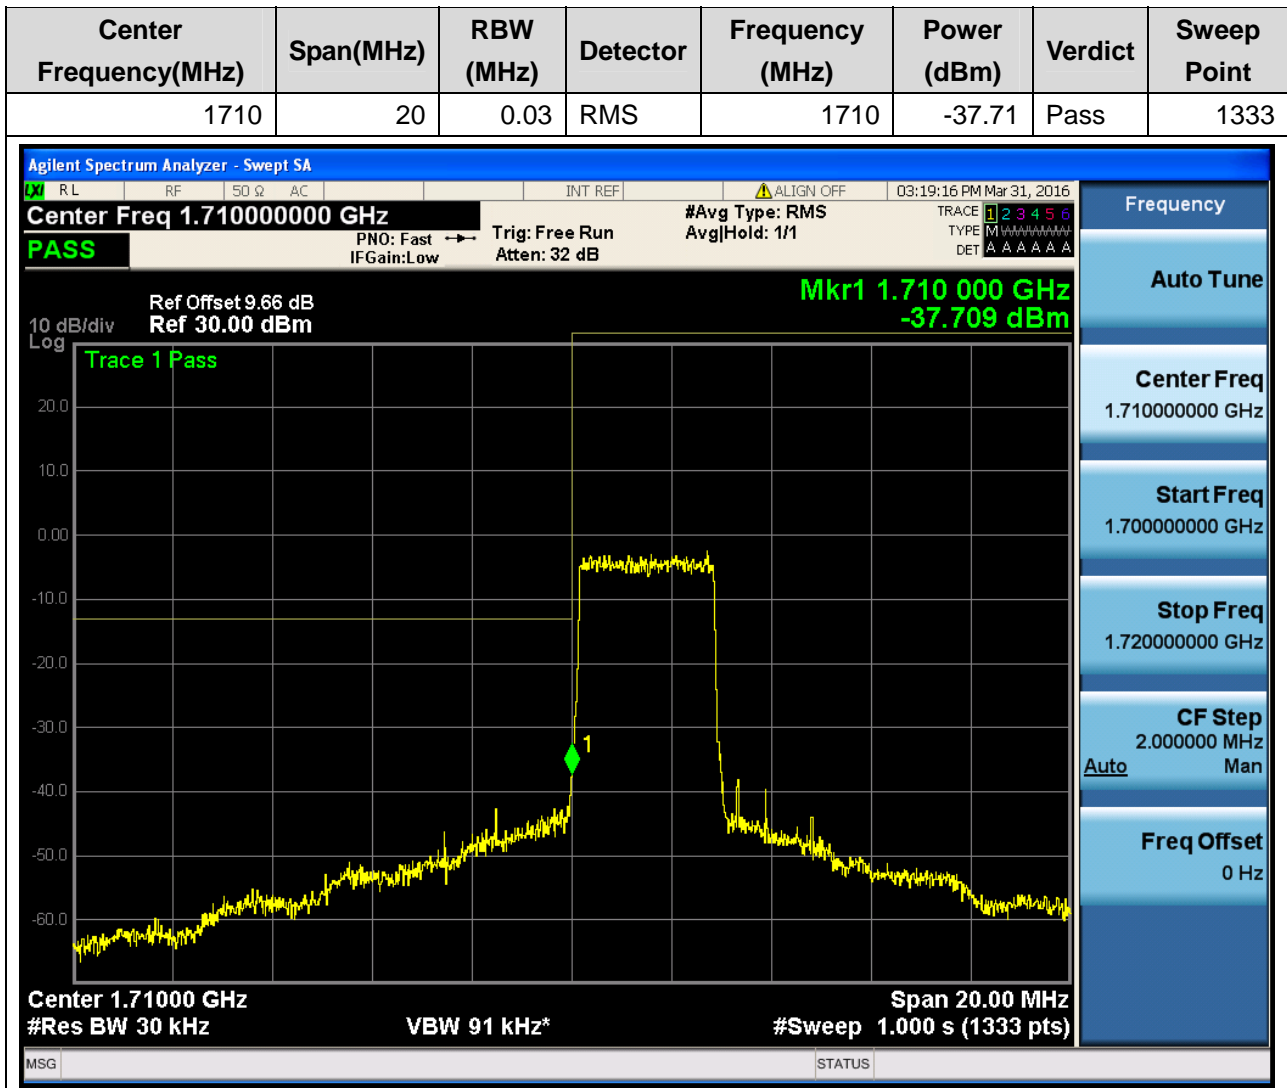 Center Frequency(MHz) Span(MHz) RBW (MHz) Detector Frequency (MHz) Power (dBm) Verdict Sweep Point
1710 20 0.03 RMS 1710 -37.71 Pass 1333
Agilent Spectrum Analyzer - Swept SA
LXI RL RF 50 Ω AC INT REF ALIGN OFF 03:19:16 PM Mar 31, 2016
Center Freq 1.710000000 GHz
PASS
PNO: Fast
IFGain:Low
Trig: Free Run
Atten: 32 dB
#Avg Type: RMS
Avg|Hold: 1/1
TRACE 1 2 3 4 5 6
TYPE M WWWWW
DET A A A A A A
Ref Offset 9.66 dB
10 dB/div Ref 30.00 dBm
Log
Mkr1 1.710 000 GHz
-37.709 dBm
Trace 1 Pass
20.0
10.0
0.00
-10.0
-20.0
-30.0
1
-40.0
-50.0
-60.0
Center 1.71000 GHz Span 20.00 MHz
#Res BW 30 kHz VBW 91 kHz* #Sweep 1.000 s (1333 pts)
MSG STATUS
Frequency
Auto Tune
Center Freq
1.710000000 GHz
Start Freq
1.700000000 GHz
Stop Freq
1.720000000 GHz
CF Step
2.000000 MHz
Auto Man
Freq Offset
0 Hz